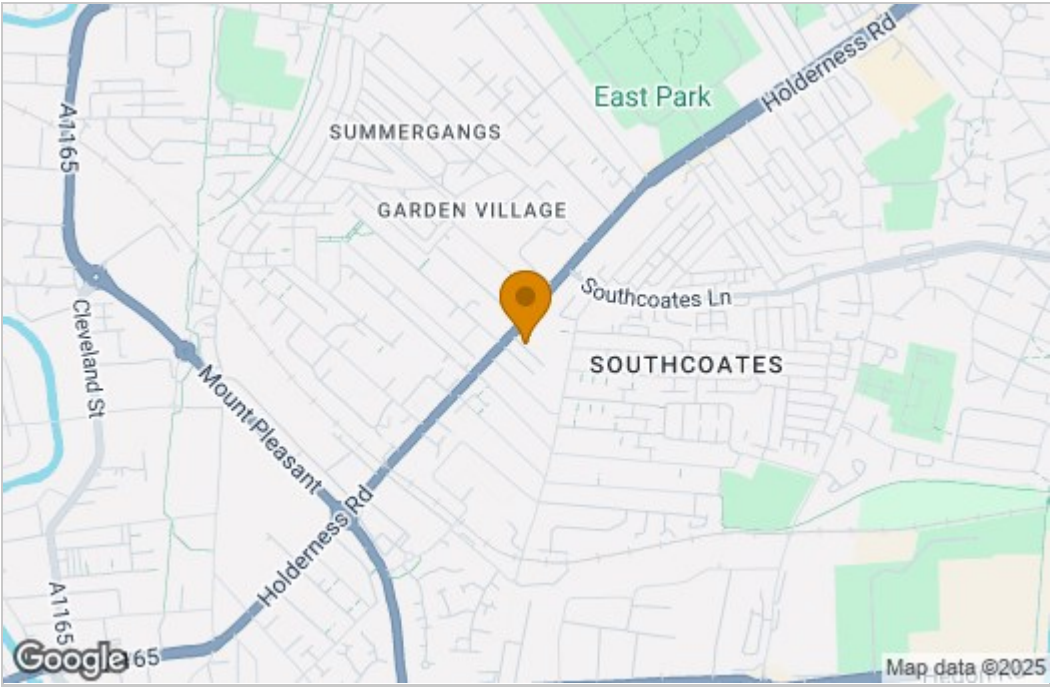 Holderness Rd
East Park
A1165
SUMMERGANGS
GARDEN VILLAGE
Southcoates Ln
Cleveland St
SOUTHCOATES
Mount Pleasant
Holderness Rd
A1165
Google
65
Map data ©2025